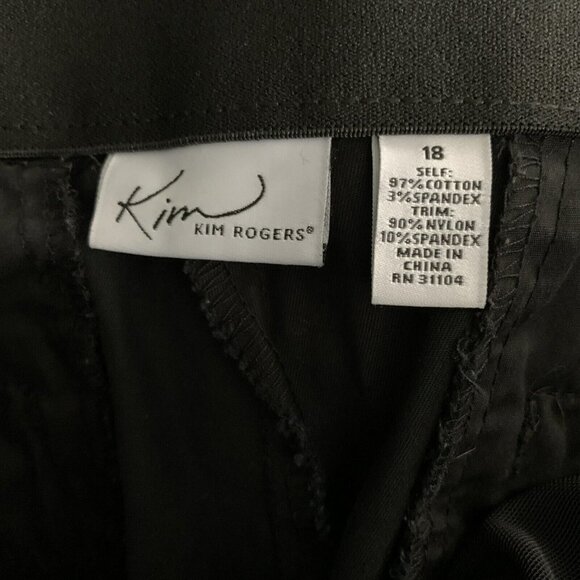 Kim
KIM ROGERS®
18
SELF:
97%COTTON
3%SPANDEX
TRIM:
90%NYLON
10%SPANDEX
MADE IN
CHINA
RN 31104